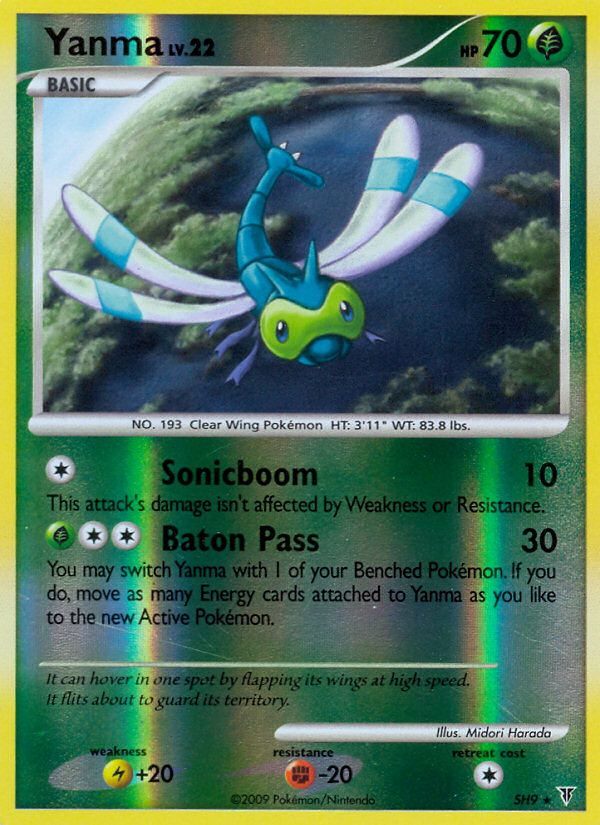 Yanma LV.22
HP 70
BASIC
NO. 193 Clear Wing Pokémon HT: 3'11" WT: 83.8 lbs.
Sonicboom 10
This attack's damage isn't affected by Weakness or Resistance.
Baton Pass 30
You may switch Yanma with 1 of your Benched Pokémon. If you
do, move as many Energy cards attached to Yanma as you like
to the new Active Pokémon.
It can hover in one spot by flapping its wings at high speed.
It flits about to guard its territory.
Illus. Midori Harada
weakness resistance retreat cost
+20 -20
©2009 Pokémon/Nintendo SH9 ★